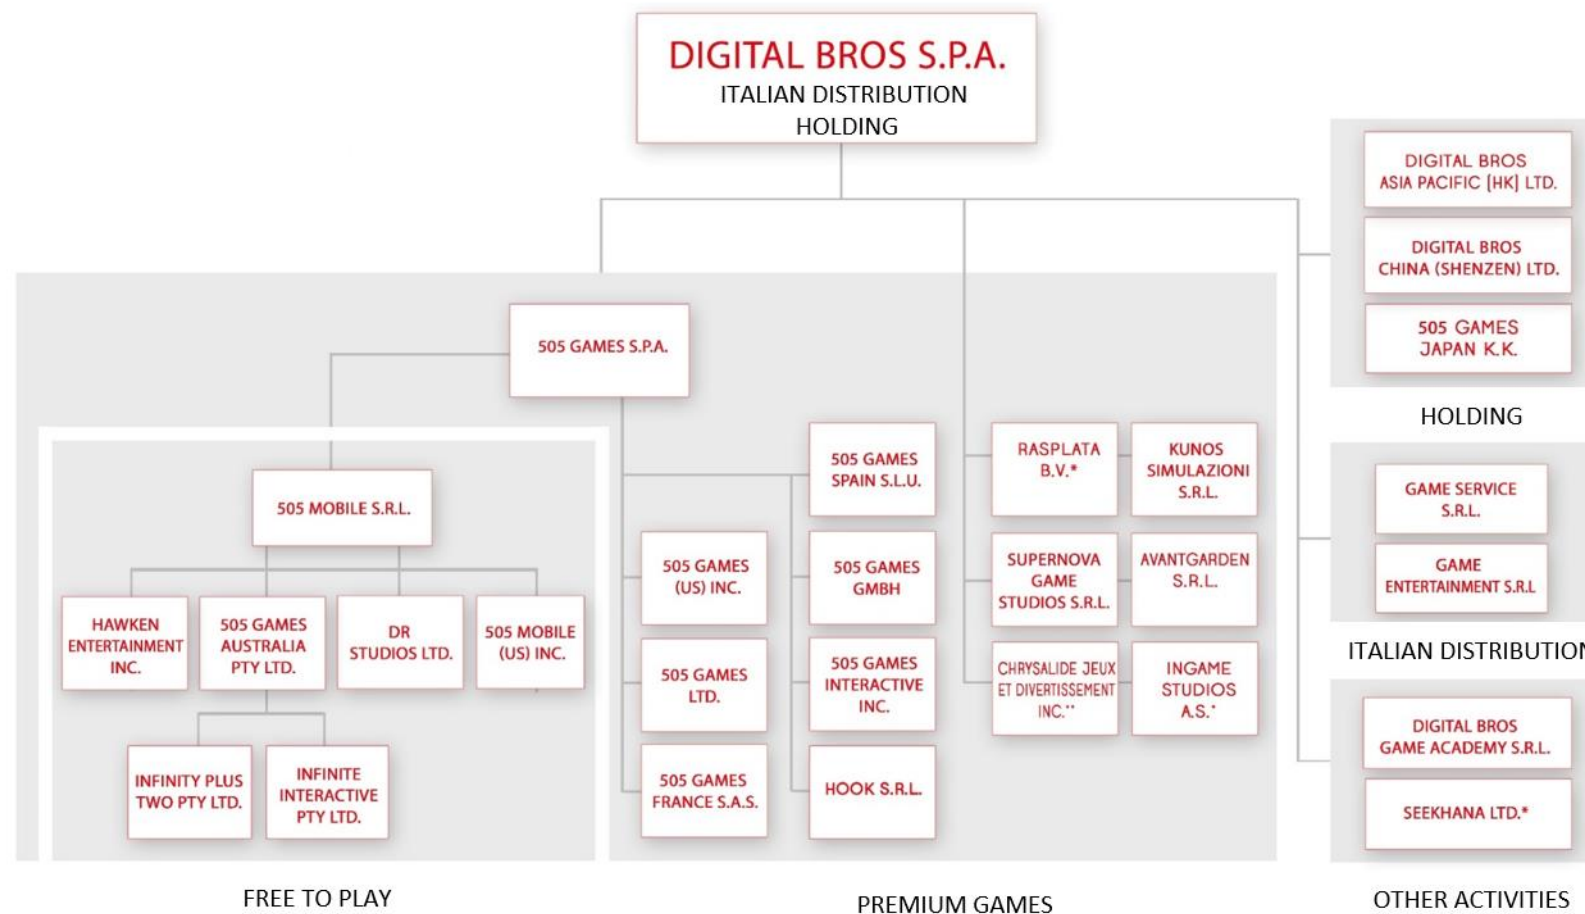 DIGITAL BROS S.P.A.
ITALIAN DISTRIBUTION
HOLDING
DIGITAL BROS
ASIA PACIFIC (HK) LTD.
DIGITAL BROS
CHINA (SHENZEN) LTD.
505 GAMES
JAPAN K.K.
HOLDING
505 GAMES S.P.A.
505 MOBILE S.R.L.
HAWKEN
ENTERTAINMENT
INC.
505 GAMES
AUSTRALIA
PTY LTD.
DR
STUDIOS LTD.
505 MOBILE
(US) INC.
INFINITY PLUS
TWO PTY LTD.
INFINITE
INTERACTIVE
PTY LTD.
FREE TO PLAY
505 GAMES
(US) INC.
505 GAMES
LTD.
505 GAMES
FRANCE S.A.S.
505 GAMES
SPAIN S.L.U.
505 GAMES
GMBH
505 GAMES
INTERACTIVE
INC.
HOOK S.R.L.
RASPLATA
B.V.*
KUNOS
SIMULAZIONI
S.R.L.
SUPERNOVA
GAME
STUDIOS S.R.L.
AVANTGARDEN
S.R.L.
CHRYSALIDE JEUX
ET DIVERTISSEMENT
INC.**
INGAME
STUDIOS
A.S.*
PREMIUM GAMES
GAME SERVICE
S.R.L.
GAME
ENTERTAINMENT S.R.L
ITALIAN DISTRIBUTION
DIGITAL BROS
GAME ACADEMY S.R.L.
SEEKHANA LTD.*
OTHER ACTIVITIES